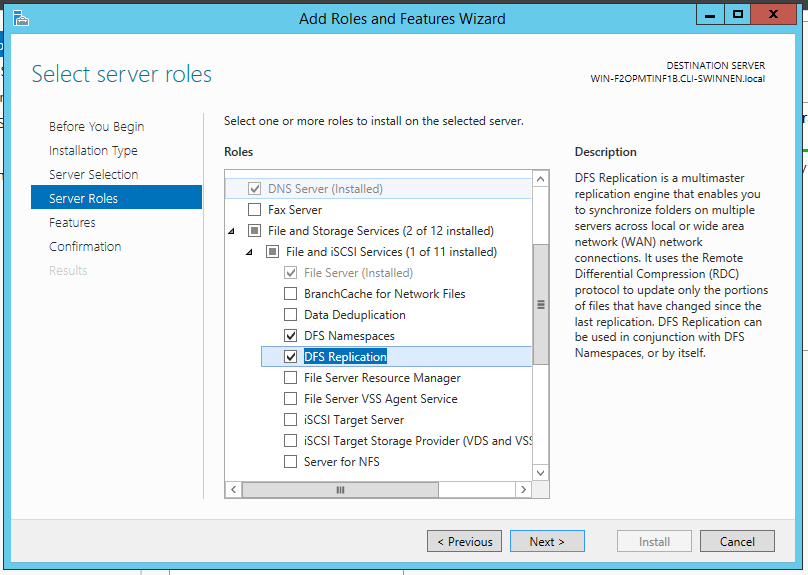 Add Roles and Features Wizard
Select server roles
DESTINATION SERVER
WIN-F2OPMTINF1B.CLI-SWINNEN.local
Before You Begin
Installation Type
Server Selection
Server Roles
Features
Confirmation
Results
Select one or more roles to install on the selected server.
Roles
DNS Server (Installed)
Fax Server
File and Storage Services (2 of 12 installed)
File and iSCSI Services (1 of 11 installed)
File Server (Installed)
BranchCache for Network Files
Data Deduplication
DFS Namespaces
DFS Replication
File Server Resource Manager
File Server VSS Agent Service
iSCSI Target Server
iSCSI Target Storage Provider (VDS and VSS
Server for NFS
Description
DFS Replication is a multimaster
replication engine that enables you
to synchronize folders on multiple
servers across local or wide area
network (WAN) network
connections. It uses the Remote
Differential Compression (RDC)
protocol to update only the portions
of files that have changed since the
last replication. DFS Replication can
be used in conjunction with DFS
Namespaces, or by itself.
< Previous
Next >
Install
Cancel